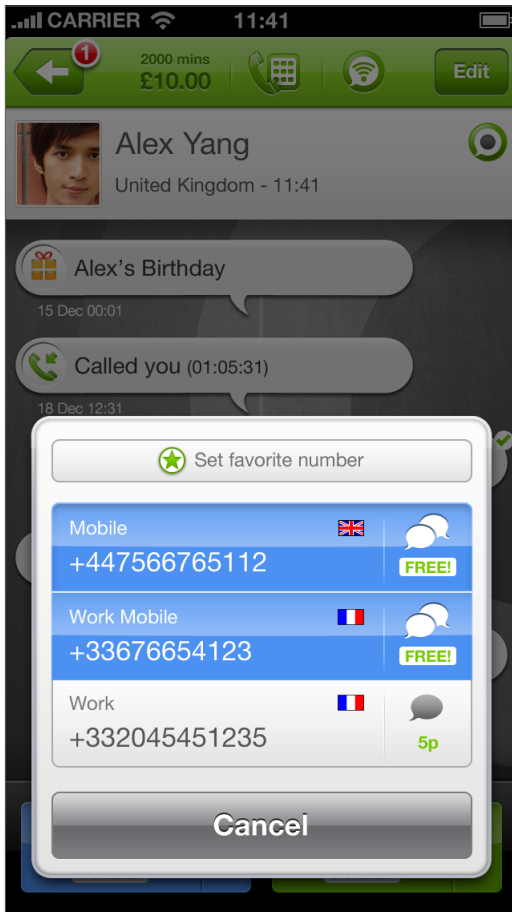 CARRIER 11:41
1
2000 mins
£10.00
Edit
Alex Yang
United Kingdom - 11:41
Alex's Birthday
15 Dec 00:01
Called you (01:05:31)
18 Dec 12:31
Set favorite number
Mobile
+447566765112
FREE!
Work Mobile
+33676654123
FREE!
Work
+332045451235
5p
Cancel